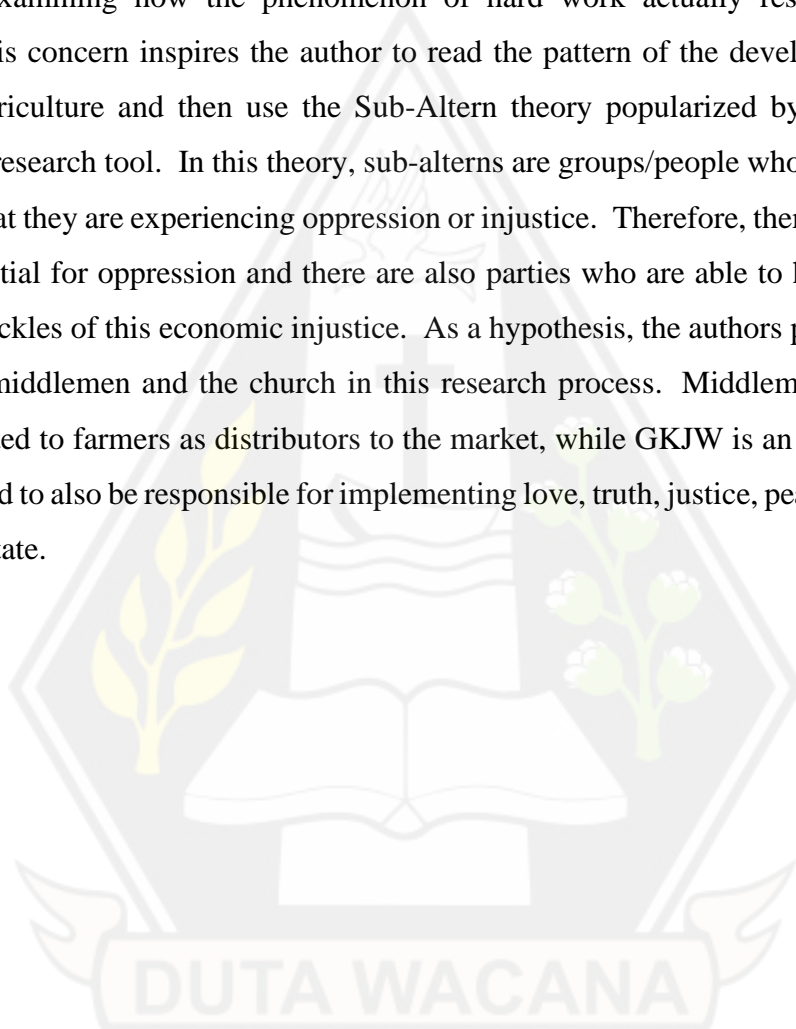 examining how the phenomenon of hard work actually res
is concern inspires the author to read the pattern of the devel
riculture and then use the Sub-Altern theory popularized by
research tool. In this theory, sub-alterns are groups/people who
at they are experiencing oppression or injustice. Therefore, ther
tial for oppression and there are also parties who are able to
ckles of this economic injustice. As a hypothesis, the authors p
middlemen and the church in this research process. Middlem
ed to farmers as distributors to the market, while GKJW is an
d to also be responsible for implementing love, truth, justice, pea
tate.
DUTA WACANA